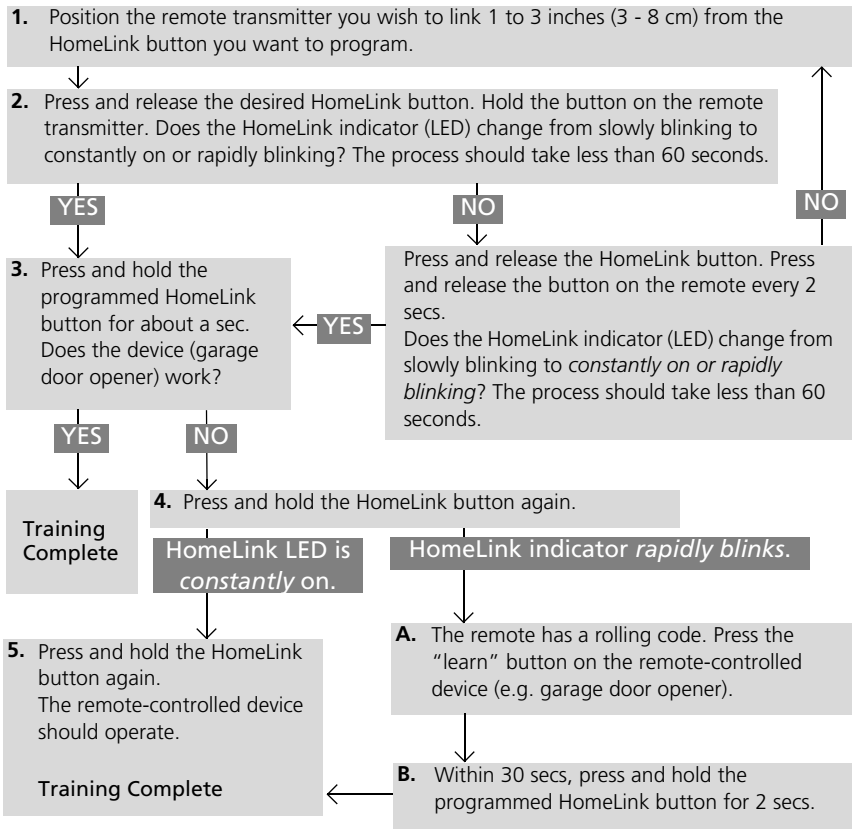 1. Position the remote transmitter you wish to link 1 to 3 inches (3 - 8 cm) from the
HomeLink button you want to program.
2. Press and release the desired HomeLink button. Hold the button on the remote
transmitter. Does the HomeLink indicator (LED) change from slowly blinking to
constantly on or rapidly blinking? The process should take less than 60 seconds.
YES
NO
NO
3. Press and hold the
programmed HomeLink
button for about a sec.
Does the device (garage
door opener) work?
YES
Press and release the HomeLink button. Press
and release the button on the remote every 2
secs.
Does the HomeLink indicator (LED) change from
slowly blinking to constantly on or rapidly
blinking? The process should take less than 60
seconds.
YES
NO
Training
Complete
4. Press and hold the HomeLink button again.
HomeLink LED is
constantly on.
HomeLink indicator rapidly blinks.
5. Press and hold the HomeLink
button again.
The remote-controlled device
should operate.
Training Complete
A. The remote has a rolling code. Press the
“learn” button on the remote-controlled
device (e.g. garage door opener).
B. Within 30 secs, press and hold the
programmed HomeLink button for 2 secs.